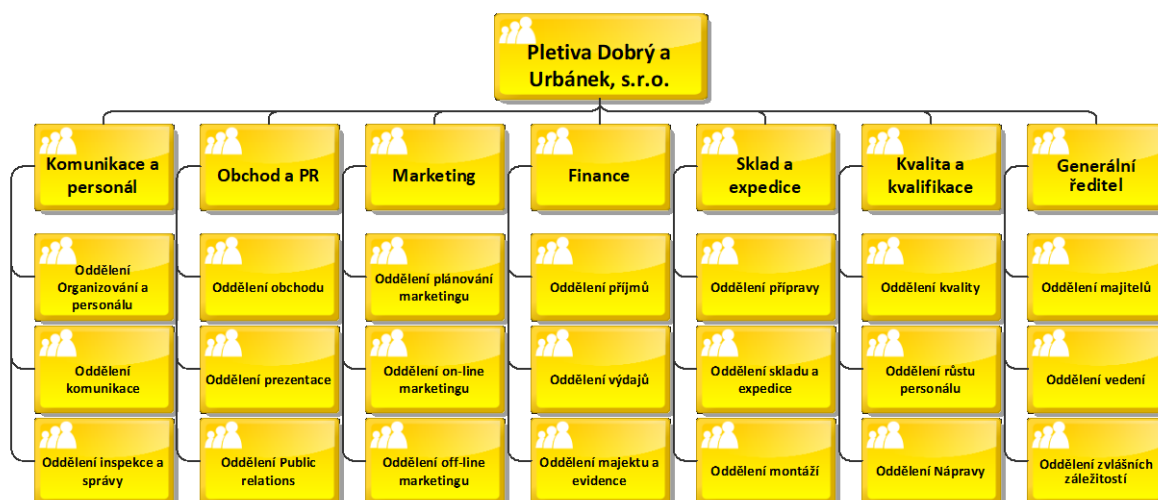 Pletiva Dobrý a
Urbánek, s.r.o.
Komunikace a
personál
Obchod a PR
Marketing
Finance
Sklad a
expedice
Kvalita a
kvalifikace
Generální
ředitel
Oddělení
Organizování a
personálu
Oddělení obchodu
Oddělení plánování
marketingu
Oddělení příjmů
Oddělení přípravy
Oddělení kvality
Oddělení majitelů
Oddělení
komunikace
Oddělení prezentace
Oddělení on-line
marketingu
Oddělení výdajů
Oddělení skladu a
expedice
Oddělení růstu
personálu
Oddělení vedení
Oddělení inspekce a
správy
Oddělení Public
relations
Oddělení off-line
marketingu
Oddělení majektu a
evidence
Oddělení montáží
Oddělení Nápravy
Oddělení zvlášních
záležitostí